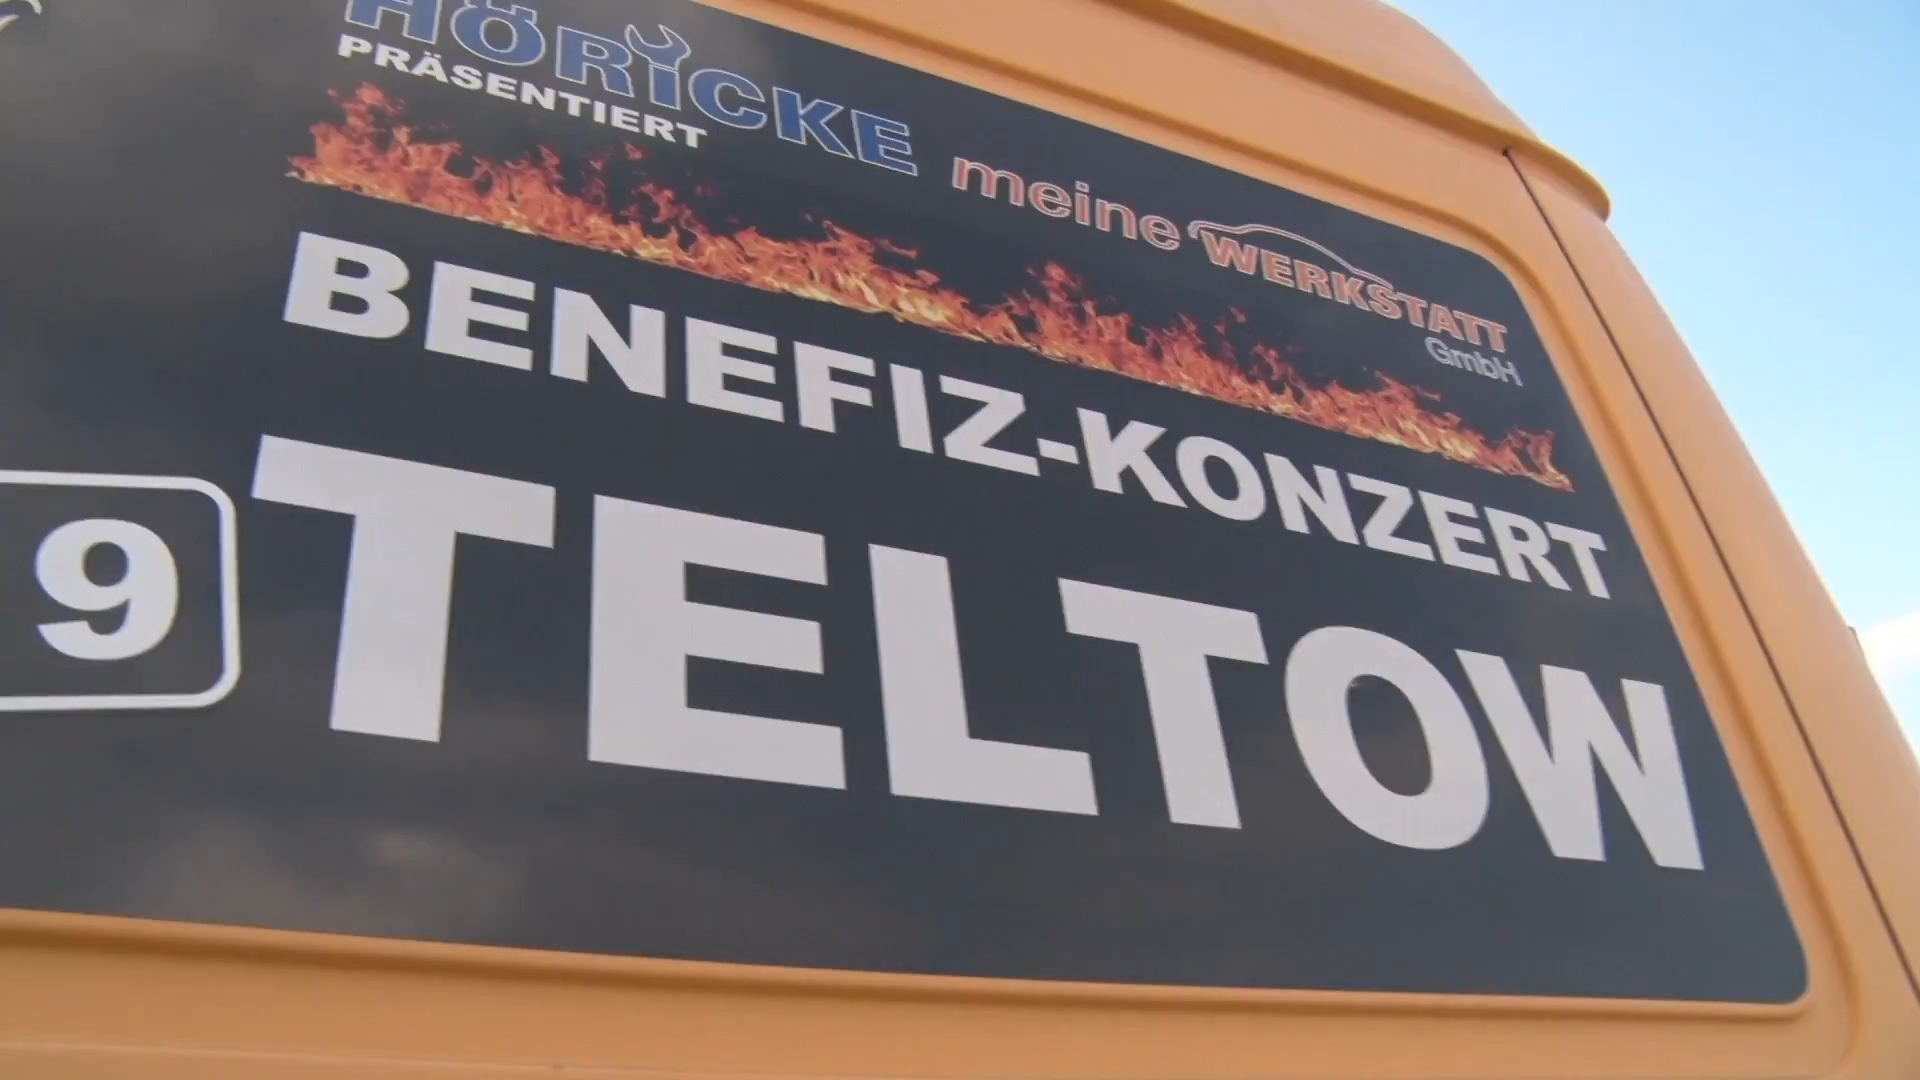 HÖRICKE
PRÄSENTIERT
meine WERKSTATT
GmbH
BENEFIZ-KONZERT
9
TELTOW